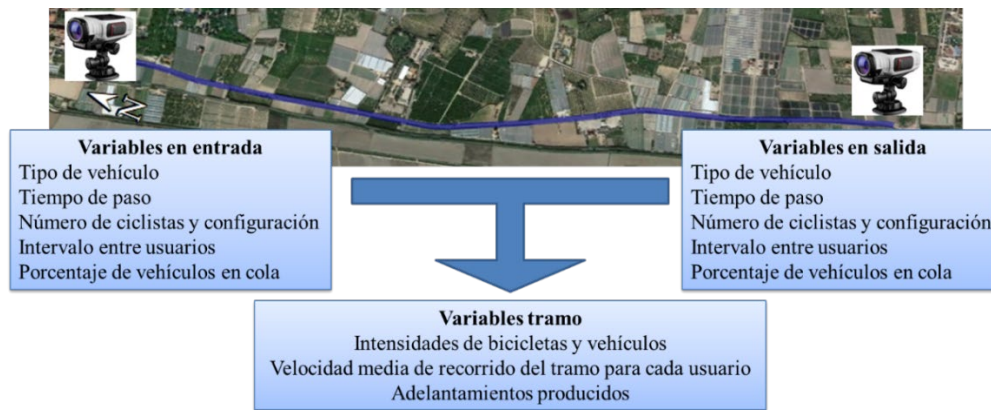 Variables en entrada
Tipo de vehículo
Tiempo de paso
Número de ciclistas y configuración
Intervalo entre usuarios
Porcentaje de vehículos en cola
Variables en salida
Tipo de vehículo
Tiempo de paso
Número de ciclistas y configuración
Intervalo entre usuarios
Porcentaje de vehículos en cola
Variables tramo
Intensidades de bicicletas y vehículos
Velocidad media de recorrido del tramo para cada usuario
Adelantamientos producidos